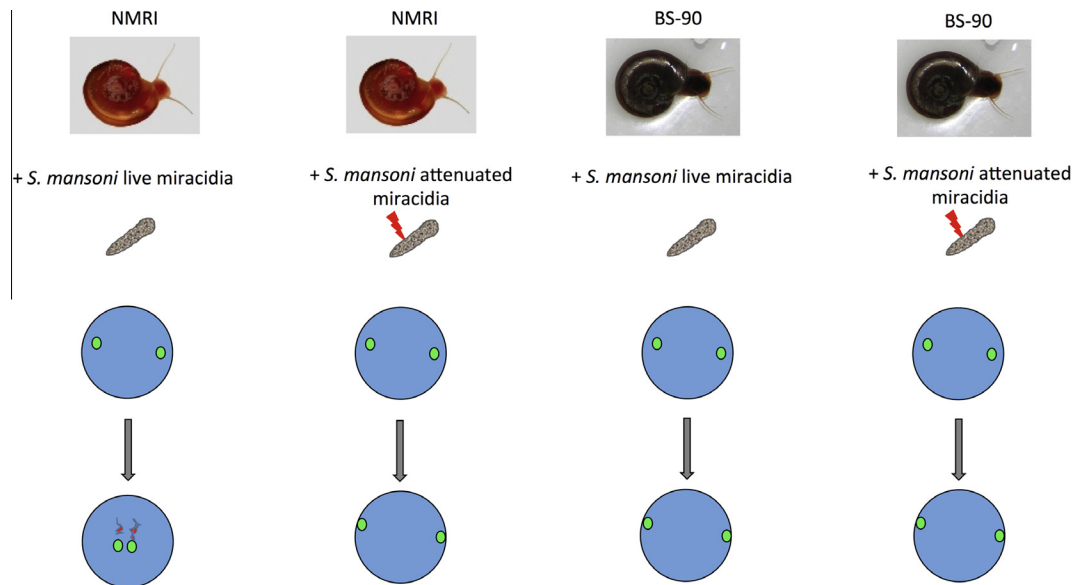 NMRI
NMRI
BS-90
BS-90
+ S. mansoni live miracidia
+ S. mansoni attenuated
miracidia
+ S. mansoni live miracidia
+ S. mansoni attenuated
miracidia